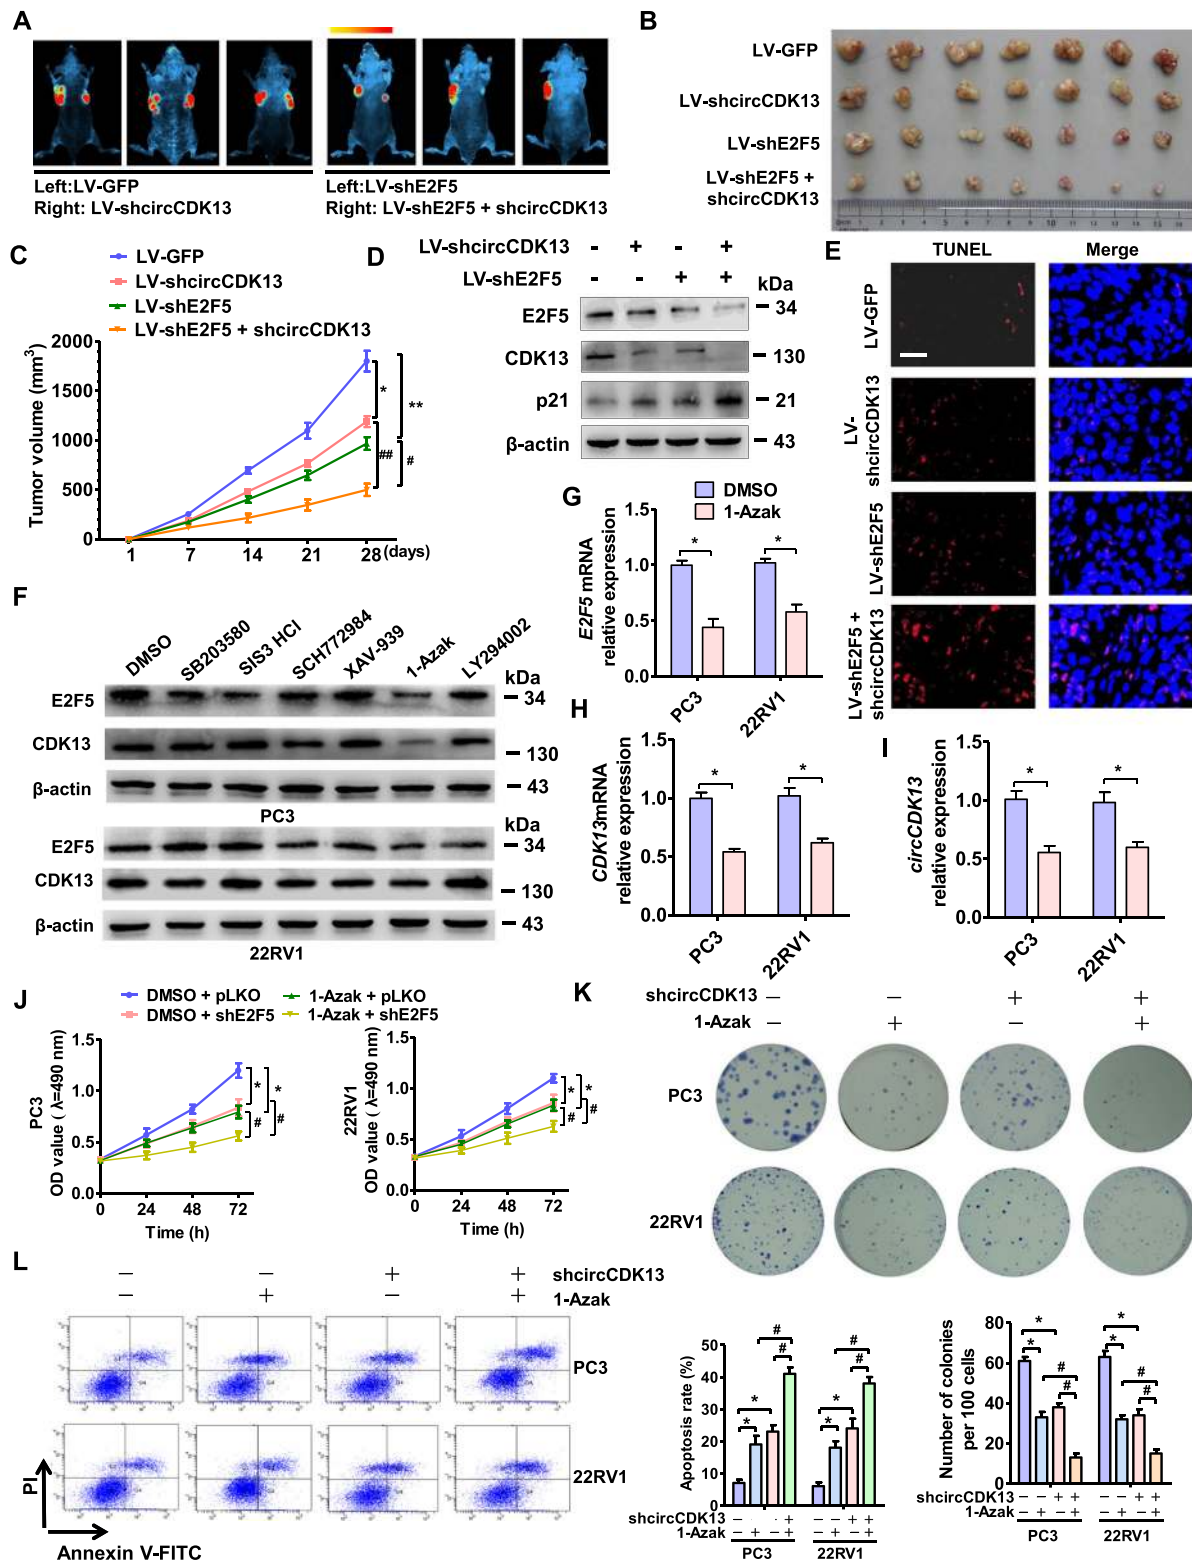 A
Left:LV-GFP
Right: LV-shcircCDK13
Left:LV-shE2F5
Right: LV-shE2F5 + shcircCDK13
B
LV-GFP
LV-shcircCDK13
LV-shE2F5
LV-shE2F5 +
shcircCDK13
C
LV-GFP
LV-shcircCDK13
LV-shE2F5
LV-shE2F5 + shcircCDK13
Tumor volume (mm³)
2000
1500
1000
500
0
1 7 14 21 28 (days)
*
**
##
#
D
LV-shcircCDK13 - + - +
LV-shE2F5 - - + +
kDa
E2F5 34
CDK13 130
p21 21
β-actin 43
E
TUNEL Merge
LV-GFP
LV-
shcircCDK13
LV-shE2F5
LV-shE2F5 +
shcircCDK13
F
DMSO SB203580 SIS3 HCl SCH772984 XAV-939 1-Azak LY294002
kDa
E2F5 34
CDK13 130
β-actin 43
PC3
kDa
E2F5 34
CDK13 130
β-actin 43
22RV1
G
DMSO
1-Azak
E2F5 mRNA
relative expression
1.5
1.0
0.5
0.0
* *
PC3 22RV1
H
CDK13mRNA
relative expression
1.5
1.0
0.5
0.0
* *
PC3 22RV1
I
circCDK13
relative expression
1.5
1.0
0.5
0.0
* *
PC3 22RV1
J
DMSO + pLKO
DMSO + shE2F5
1-Azak + pLKO
1-Azak + shE2F5
PC3
OD value ( λ=490 nm)
1.5
1.0
0.5
0.0
0 24 48 72
Time (h)
* *
# #
22RV1
OD value ( λ=490 nm)
1.5
1.0
0.5
0.0
0 24 48 72
Time (h)
* *
# #
K
shcircCDK13 − − + +
1-Azak − + − +
PC3
22RV1
Number of colonies
per 100 cells
80
60
40
20
0
* * # #
* * # #
shcircCDK13 − − + +  − − + +
1-Azak − + − +  − + − +
PC3 22RV1
L
− − + + shcircCDK13
− + − + 1-Azak
PC3
22RV1
PI
Annexin V-FITC
Apoptosis rate (%)
50
40
30
20
10
0
* * # #
* * # #
shcircCDK13
1-Azak
PC3 22RV1